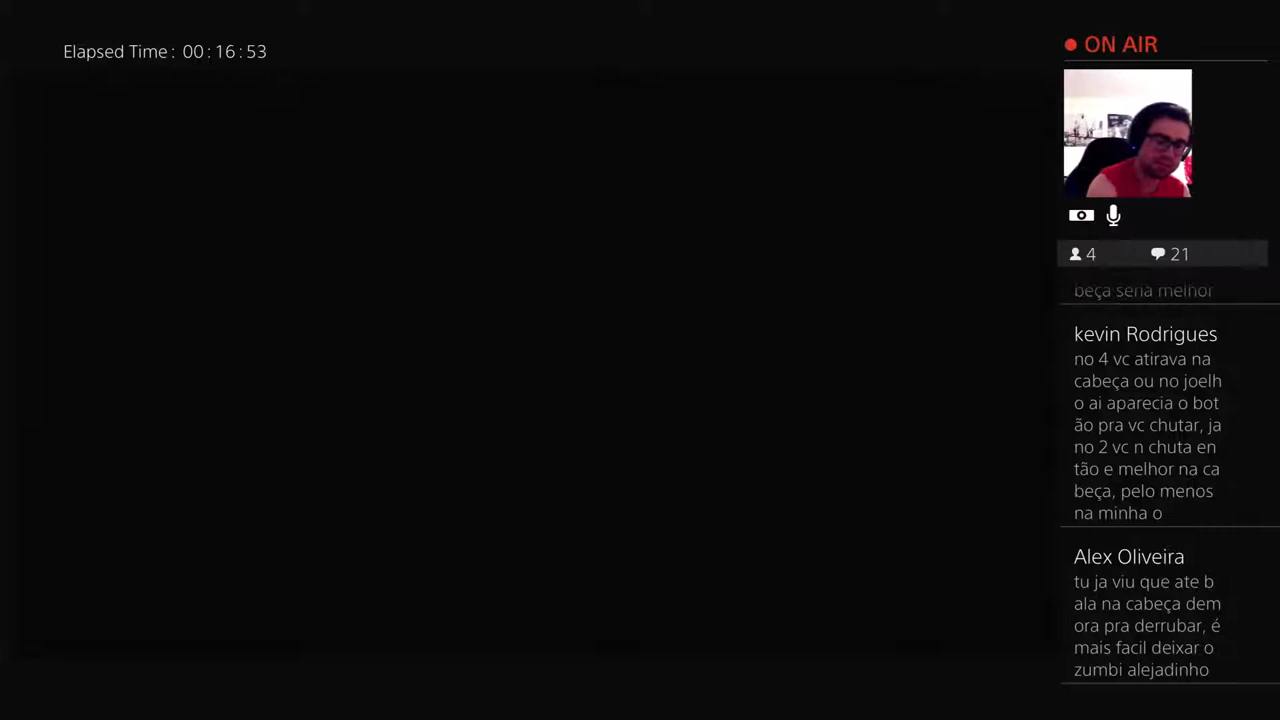 Elapsed Time: 00:16:53
ON AIR
4 21
beça seria melhor
kevin Rodrigues
no 4 vc atirava na
cabeça ou no joelh
o ai aparecia o bot
ão pra vc chutar, ja
no 2 vc n chuta en
tão e melhor na ca
beça, pelo menos
na minha o
Alex Oliveira
tu ja viu que ate b
ala na cabeça dem
ora pra derrubar, é
mais facil deixar o
zumbi alejadinho